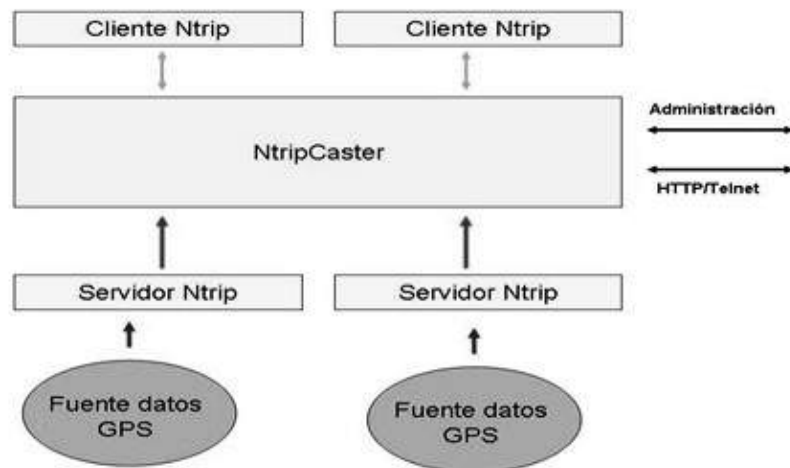 Cliente Ntrip
Cliente Ntrip
Administración
NtripCaster
HTTP/Telnet
Servidor Ntrip
Servidor Ntrip
Fuente datos
GPS
Fuente datos
GPS